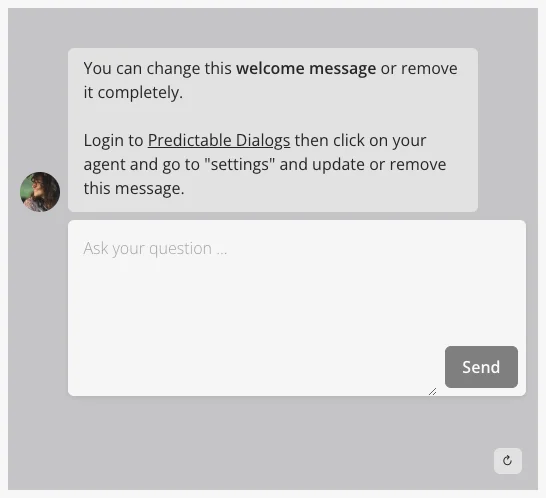 You can change this welcome message or remove
it completely.
Login to Predictable Dialogs then click on your
agent and go to "settings" and update or remove
this message.
Ask your question ...
Send